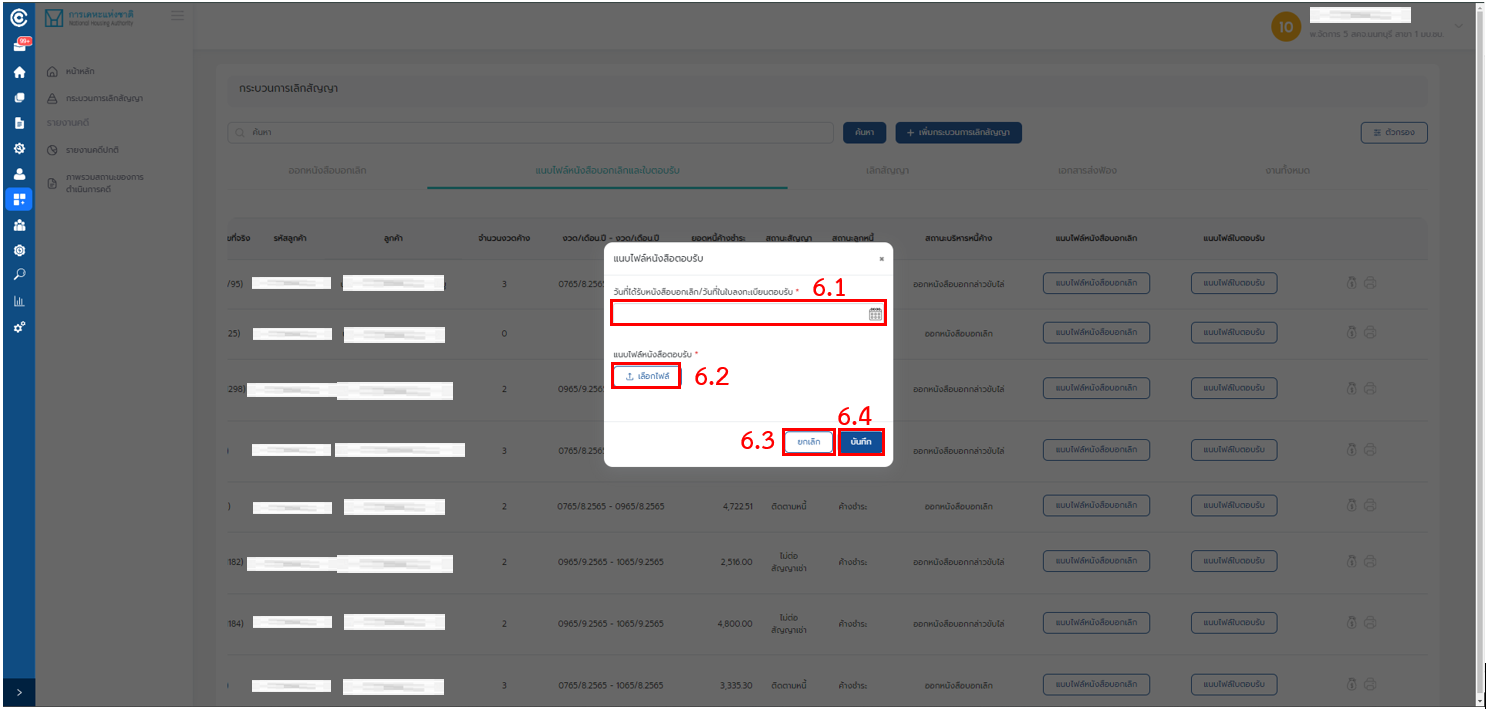 การเคหะแห่งชาติ
National Housing Authority
99+
10
พ.จัดการ 5 สคจ.นนทบุรี สาขา 1 บน.ชน.
หน้าหลัก
กระบวนการเลิกสัญญา
รายงานคดี
รายงานคดีปกติ
ภาพรวมสถานะของการ
ดำเนินการคดี
กระบวนการเลิกสัญญา
ค้นหา
ค้นหา
+ เพิ่มกระบวนการเลิกสัญญา
ตัวกรอง
ออกหนังสือบอกเลิก
แนบไฟล์หนังสือบอกเลิกและใบตอบรับ
เลิกสัญญา
เอกสารส่งฟ้อง
งานทั้งหมด
รหัสลูกค้า ลูกค้า จำนวนงวดค้าง งวด/เดือน.ปี - งวด/เดือน.ปี ยอดหนี้ค้างชำระ สถานะสัญญา สถานะลูกหนี้ สถานะบริหารหนี้ค้าง แนบไฟล์หนังสือบอกเลิก แนบไฟล์ใบตอบรับ
/95) 3 0765/8.256 ออกหนังสือบอกกล่าวขับไล่ แนบไฟล์หนังสือบอกเลิก แนบไฟล์ใบตอบรับ
25) 0 ออกหนังสือบอกเลิก แนบไฟล์หนังสือบอกเลิก แนบไฟล์ใบตอบรับ
298) 2 0965/9.256 ออกหนังสือบอกกล่าวขับไล่ แนบไฟล์หนังสือบอกเลิก แนบไฟล์ใบตอบรับ
) 3 0765/8.256 ออกหนังสือบอกกล่าวขับไล่ แนบไฟล์หนังสือบอกเลิก แนบไฟล์ใบตอบรับ
) 2 0765/8.2565 - 0965/8.2565 4,722.51 ติดตามหนี้ ค้างชำระ ออกหนังสือบอกเลิก แนบไฟล์หนังสือบอกเลิก แนบไฟล์ใบตอบรับ
182) 2 0965/9.2565 - 1065/9.2565 2,516.00 ไม่ต่อ
สัญญาเช่า ค้างชำระ ออกหนังสือบอกกล่าวขับไล่ แนบไฟล์หนังสือบอกเลิก แนบไฟล์ใบตอบรับ
184) 2 0965/9.2565 - 1065/9.2565 4,800.00 ไม่ต่อ
สัญญาเช่า ค้างชำระ ออกหนังสือบอกกล่าวขับไล่ แนบไฟล์หนังสือบอกเลิก แนบไฟล์ใบตอบรับ
3 0765/8.2565 - 1065/8.2565 3,335.30 ติดตามหนี้ ค้างชำระ ออกหนังสือบอกเลิก แนบไฟล์หนังสือบอกเลิก แนบไฟล์ใบตอบรับ
แนบไฟล์หนังสือตอบรับ ×
วันที่ได้รับหนังสือบอกเลิก/วันที่ในใบลงทะเบียนตอบรับ * 6.1
แนบไฟล์หนังสือตอบรับ *
เลือกไฟล์ 6.2
6.4
6.3 ยกเลิก บันทึก